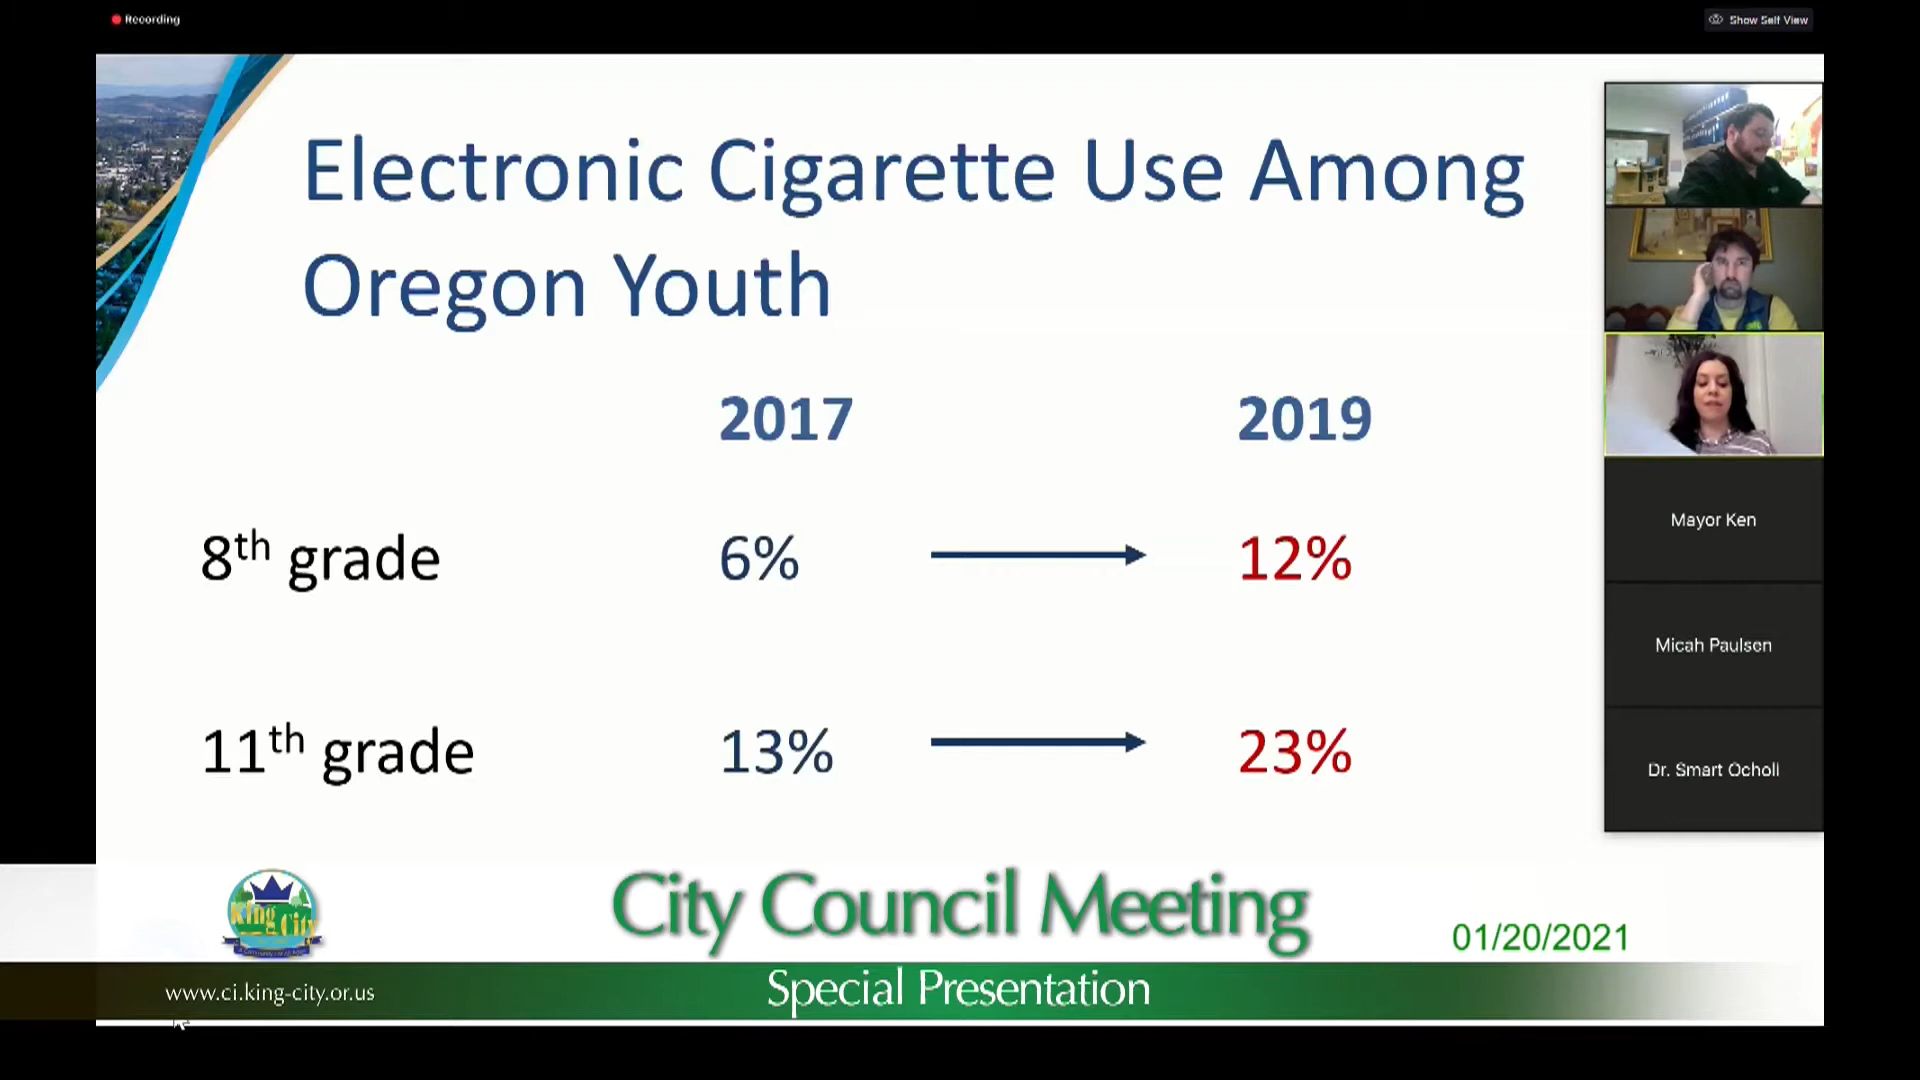 Recording
Show Self View
Electronic Cigarette Use Among
Oregon Youth
2017 2019
8th grade 6% 12%
11th grade 13% 23%
Mayor Ken
Micah Paulsen
Dr. Smart Ocholi
King City
City Council Meeting
01/20/2021
Special Presentation
www.ci.king-city.or.us